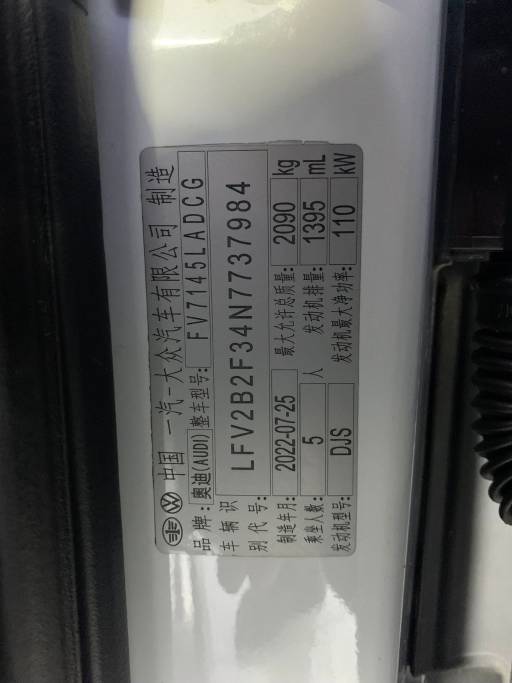 中国 一汽-大众汽车有限公司 制造
品牌: 奥迪(AUDI) 整车型号: FV7145LADCG
车辆识别代号: LFV2B2F34N7737984
制造年月: 2022-07-25 最大允许总质量: 2090 kg
乘坐人数: 5 人 发动机排量: 1395 mL
发动机型号: DJS 发动机最大净功率: 110 kW